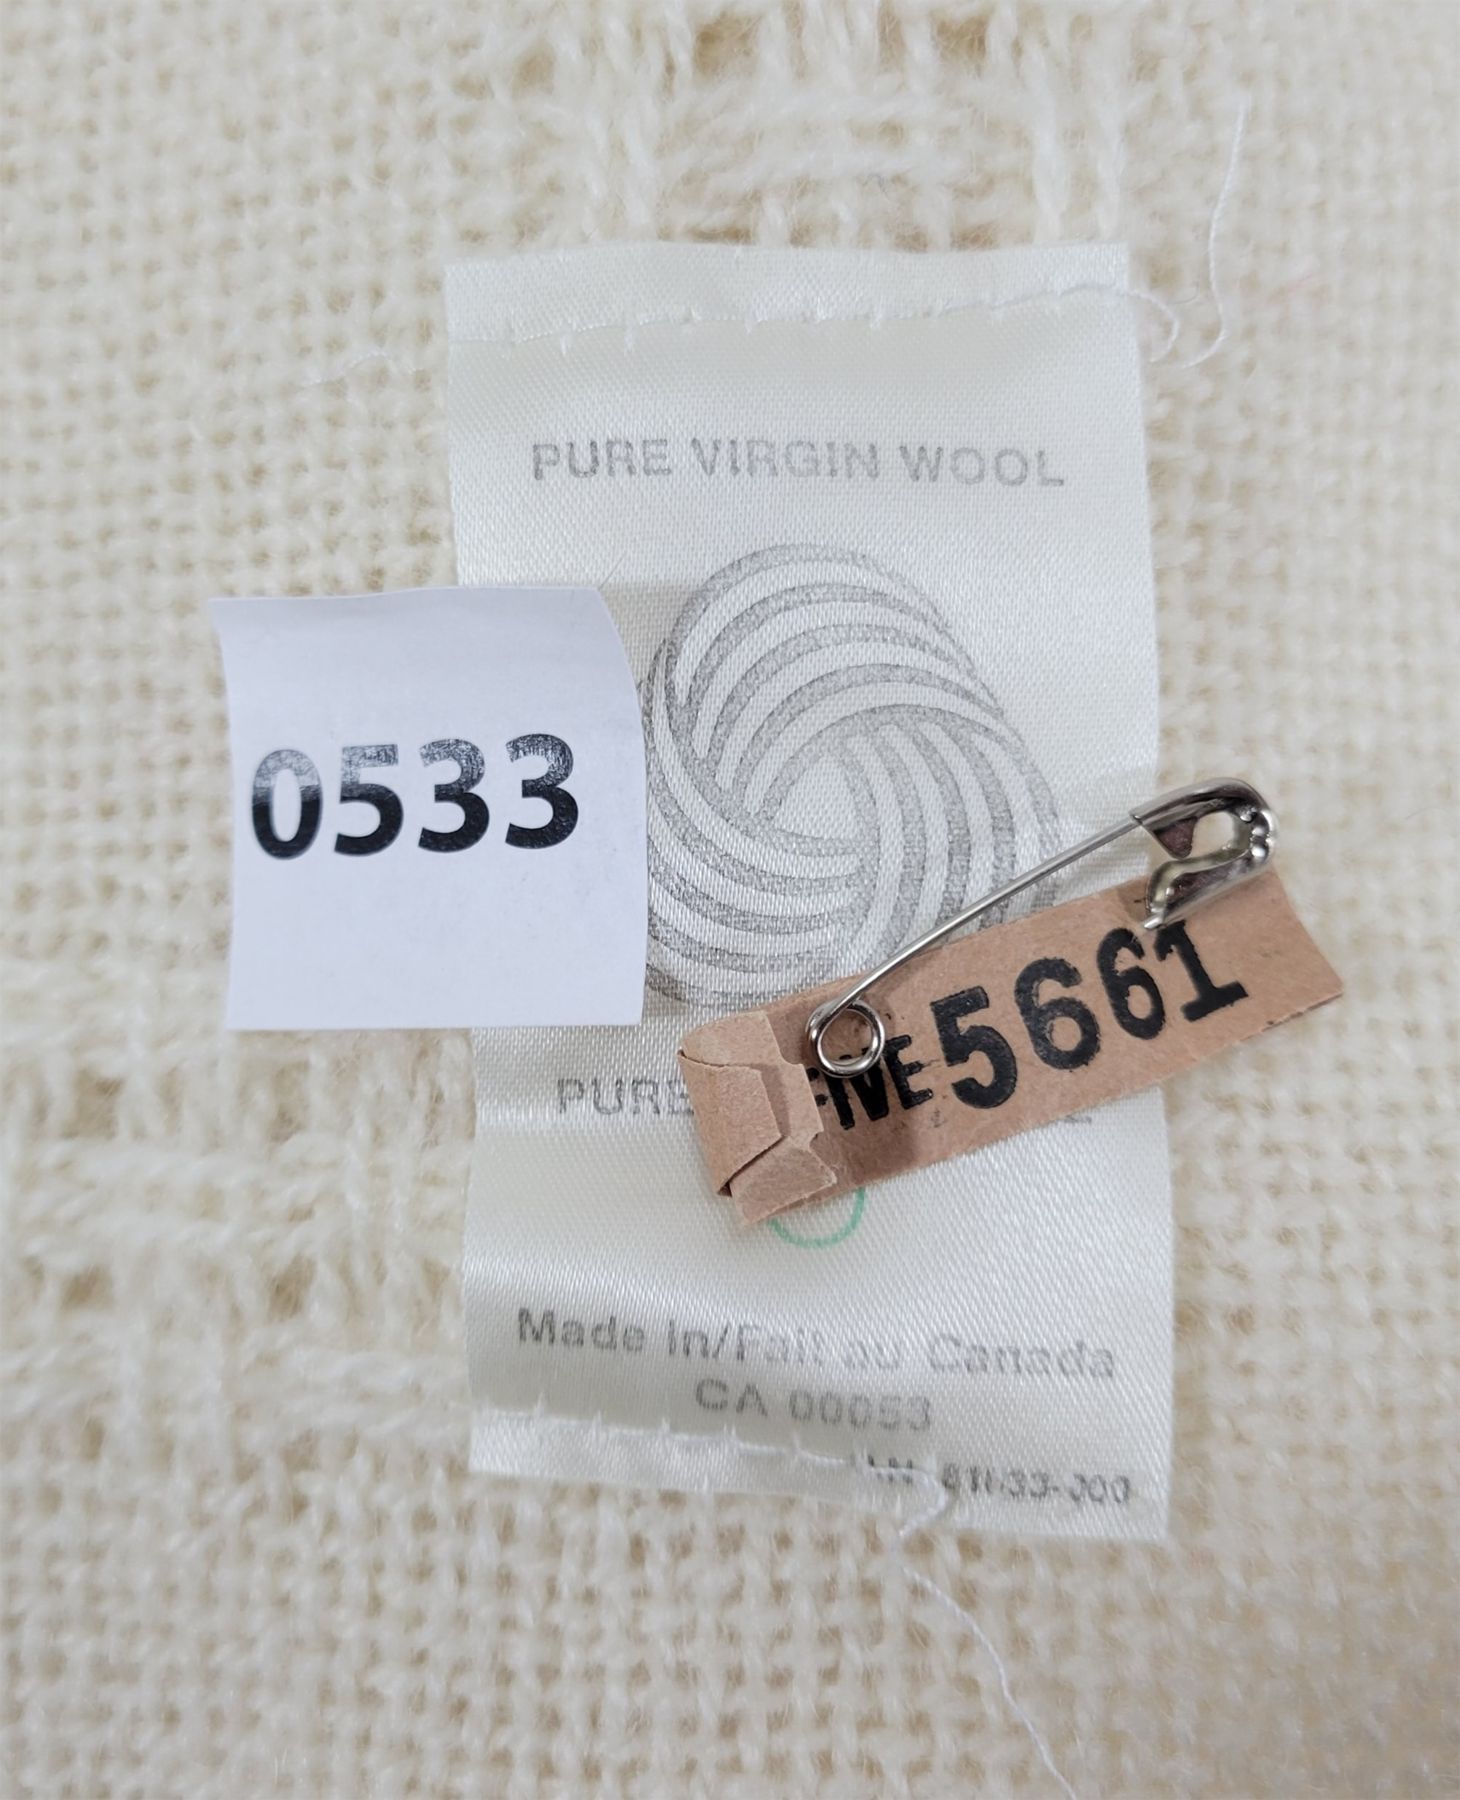 PURE VIRGIN WOOL
0533
5661
PURE
Made in/Fait au Canada
CA 00053